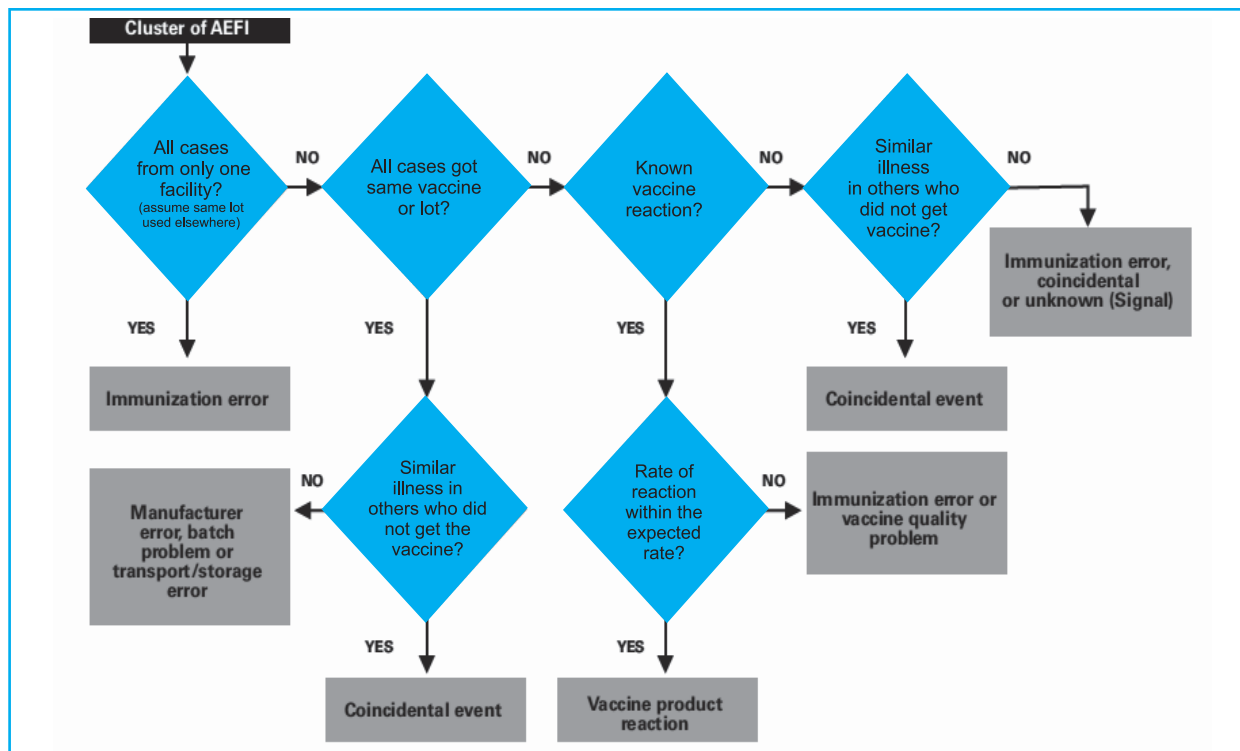 Cluster of AEFI
All cases
from only one
facility?
(assume same lot
used elsewhere)
NO
All cases got
same vaccine
or lot?
NO
Known
vaccine
reaction?
NO
Similar
illness
in others who
did not get
vaccine?
NO
Immunization error,
coincidental
or unknown (Signal)
YES
YES
YES
YES
Immunization error
Coincidental event
Manufacturer
error, batch
problem or
transport/storage
error
NO
Similar
illness in
others who did
not get the
vaccine?
Rate of
reaction
within the
expected
rate?
NO
Immunization error or
vaccine quality
problem
YES
YES
Coincidental event
Vaccine product
reaction